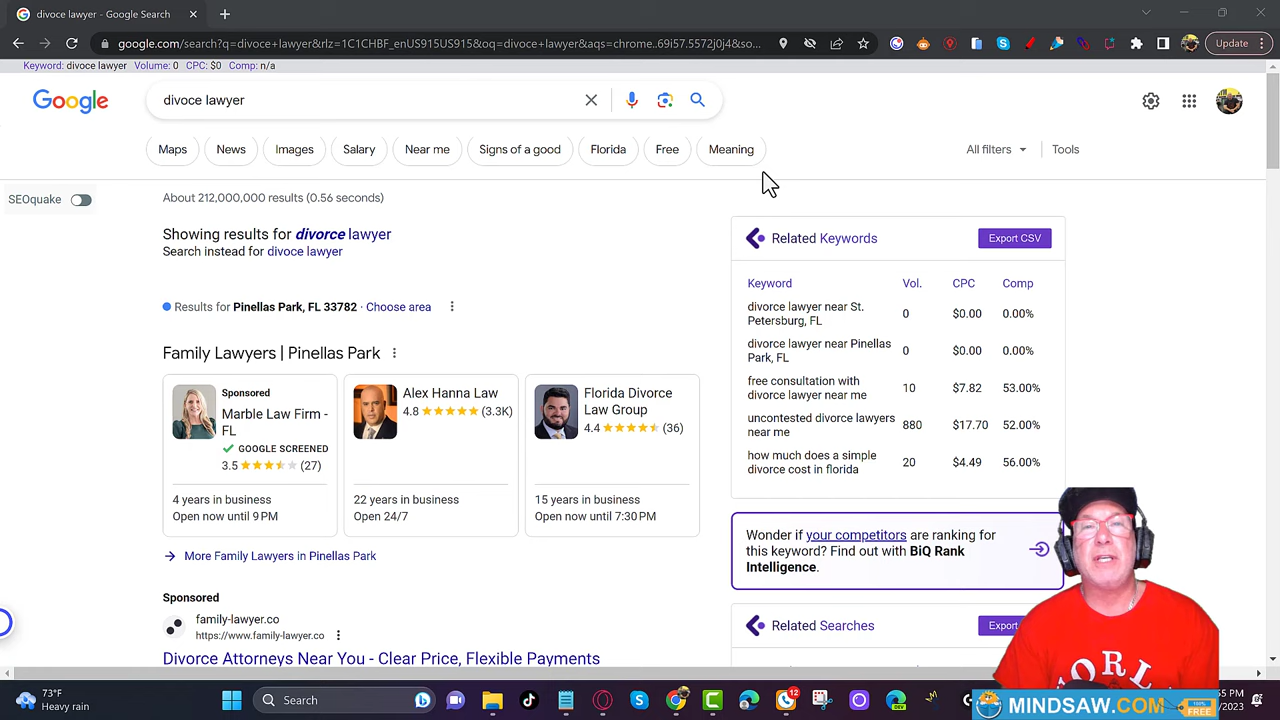 divoce lawyer - Google Search
google.com/search?q=divoce+lawyer&rlz=1C1CHBF_enUS915US915&oq=divoce+lawyer&aqs=chrome..69i57.5572j0j4&so...
Update
Keyword: divoce lawyer Volume: 0 CPC: $0 Comp: n/a
Google
divoce lawyer
Maps
News
Images
Salary
Near me
Signs of a good
Florida
Free
Meaning
All filters
Tools
SEOquake
About 212,000,000 results (0.56 seconds)
Showing results for divorce lawyer
Search instead for divoce lawyer
Results for Pinellas Park, FL 33782 · Choose area
Family Lawyers | Pinellas Park
Sponsored
Marble Law Firm -
FL
GOOGLE SCREENED
3.5 (27)
4 years in business
Open now until 9 PM
Alex Hanna Law
4.8 (3.3K)
22 years in business
Open 24/7
Florida Divorce
Law Group
4.4 (36)
15 years in business
Open now until 7:30 PM
More Family Lawyers in Pinellas Park
Sponsored
family-lawyer.co
https://www.family-lawyer.co
Divorce Attorneys Near You - Clear Price, Flexible Payments
Related Keywords
Export CSV
Keyword Vol. CPC Comp
divorce lawyer near St.
Petersburg, FL
0 $0.00 0.00%
divorce lawyer near Pinellas
Park, FL
0 $0.00 0.00%
free consultation with
divorce lawyer near me
10 $7.82 53.00%
uncontested divorce lawyers
near me
880 $17.70 52.00%
how much does a simple
divorce cost in florida
20 $4.49 56.00%
Wonder if your competitors are ranking for
this keyword? Find out with BiQ Rank
Intelligence.
Related Searches
Export
73°F
Heavy rain
Search
12
DEV
MINDSAW.COM
100%
FREE